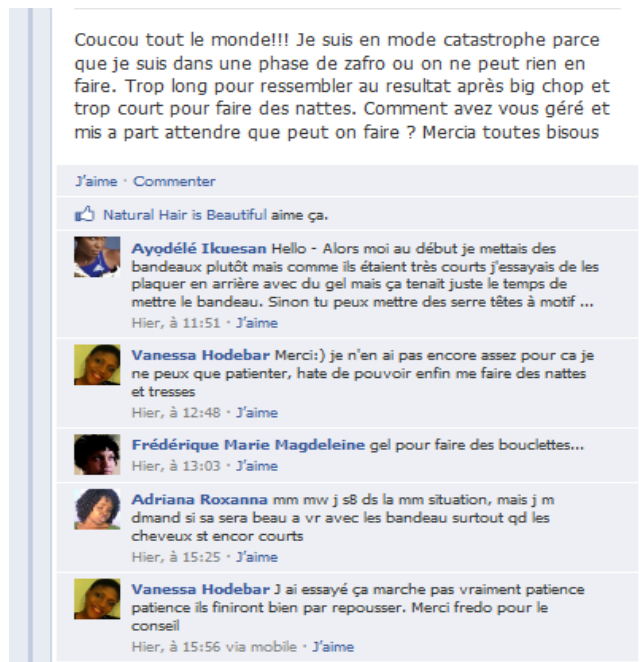 Coucou tout le monde!!! Je suis en mode catastrophe parce
que je suis dans une phase de zafro ou on ne peut rien en
faire. Trop long pour ressembler au resultat après big chop et
trop court pour faire des nattes. Comment avez vous géré et
mis a part attendre que peut on faire ? Mercia toutes bisous
J'aime · Commenter
Natural Hair is Beautiful aime ça.
Ayọdélé Ikuesan Hello - Alors moi au début je mettais des
bandeaux plutôt mais comme ils étaient très courts j'essayais de les
plaquer en arrière avec du gel mais ça tenait juste le temps de
mettre le bandeau. Sinon tu peux mettre des serre têtes à motif ...
Hier, à 11:51 · J'aime
Vanessa Hodebar Merci:) je n'en ai pas encore assez pour ca je
ne peux que patienter, hate de pouvoir enfin me faire des nattes
et tresses
Hier, à 12:48 · J'aime
Frédérique Marie Magdeleine gel pour faire des bouclettes...
Hier, à 13:03 · J'aime
Adriana Roxanna mm mw j s8 ds la mm situation, mais j m
dmand si sa sera beau a vr avec les bandeau surtout qd les
cheveux st encor courts
Hier, à 15:25 · J'aime
Vanessa Hodebar J ai essayé ça marche pas vraiment patience
patience ils finiront bien par repousser. Merci fredo pour le
conseil
Hier, à 15:56 via mobile · J'aime